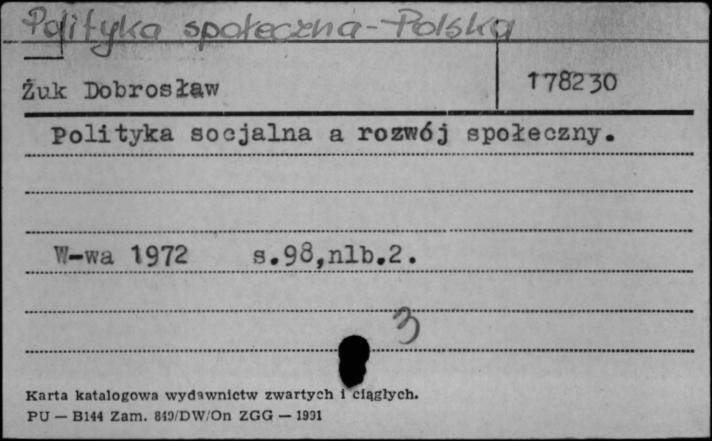 Polityka społeczna - Polska
Żuk Dobrosław 178230
Polityka socjalna a rozwój społeczny.
W-wa 1972 s.98,nlb.2.
3
Karta katalogowa wydawnictw zwartych i ciągłych.
PU — B144 Zam. 849/DW/On ZGG — 1991